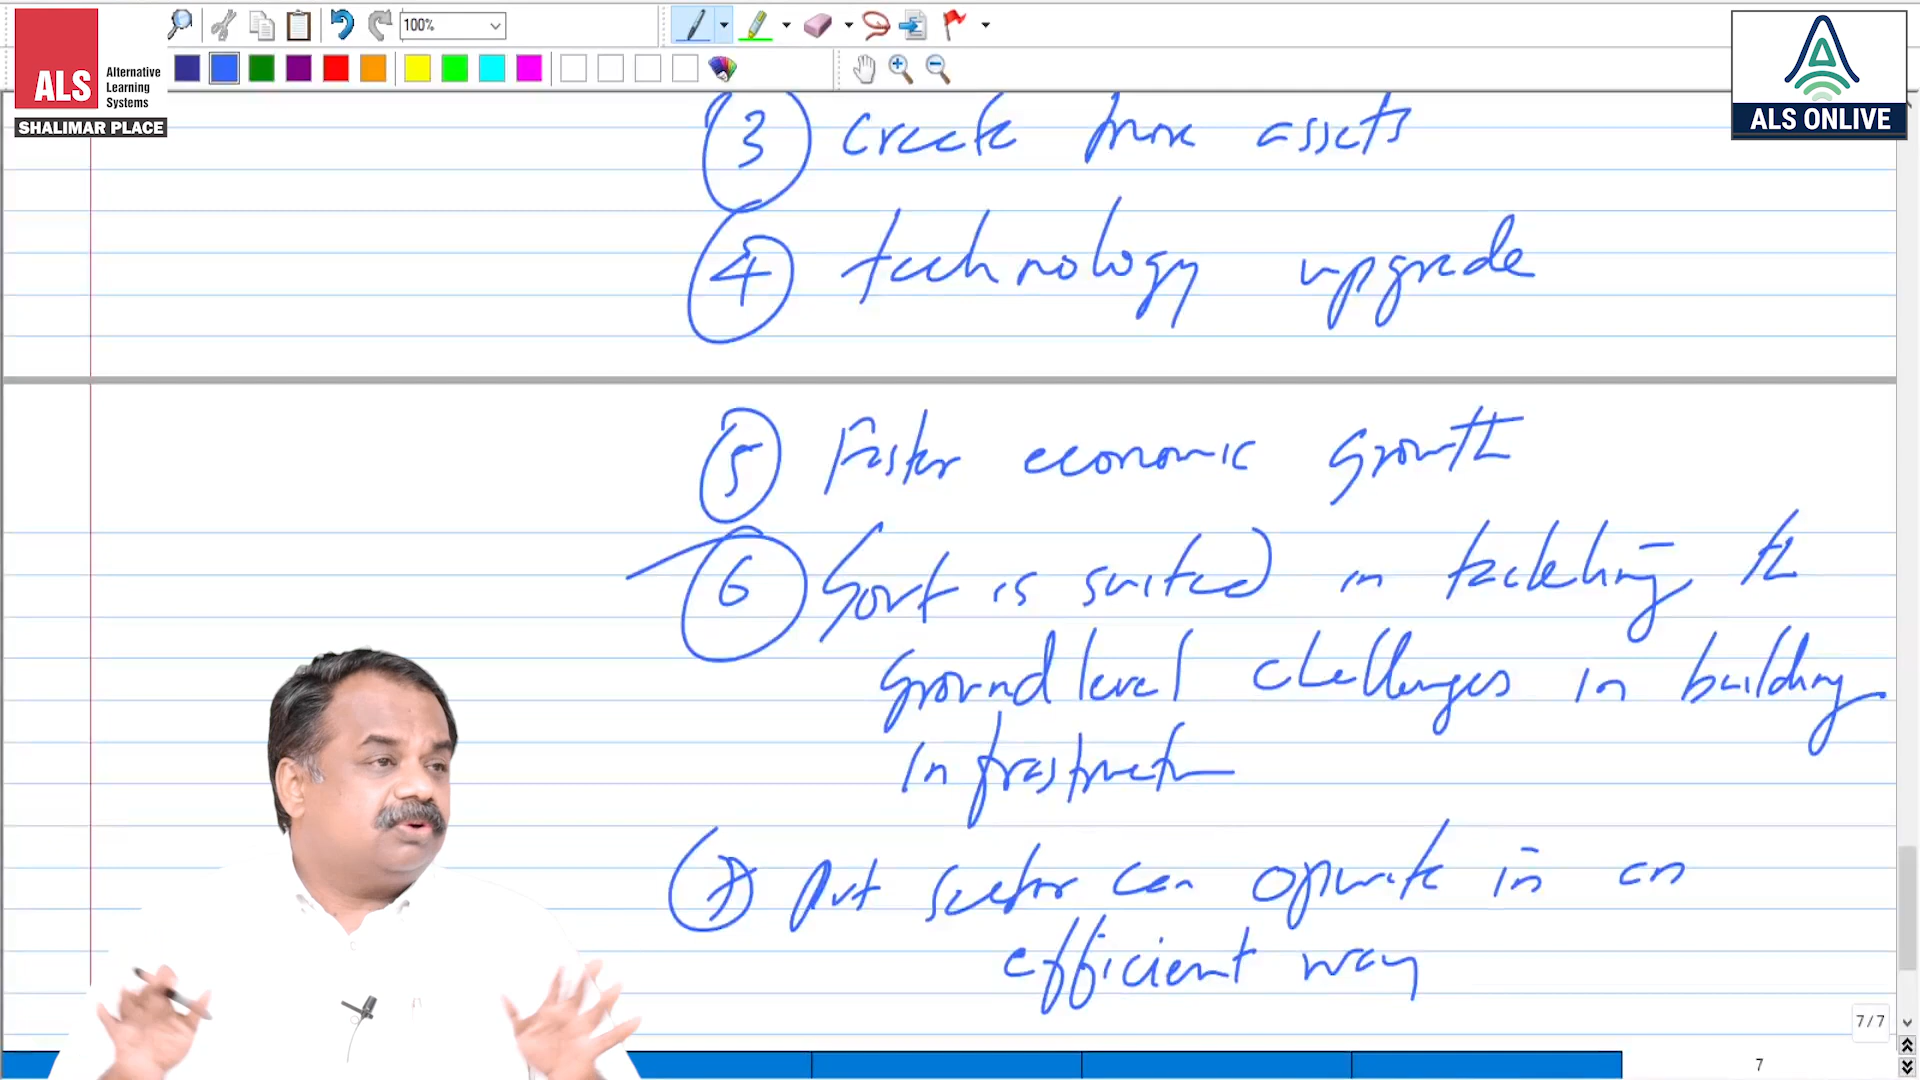 100%
ALS
Alternative
Learning
Systems
SHALIMAR PLACE
ALS ONLIVE
3 create more assets
4 technology upgrade
5 Faster economic growth
6 Govt is suited in tackling the
ground level challenges in building
infrastructure
7 Pvt sector can operate in an
efficient way
7/7
7